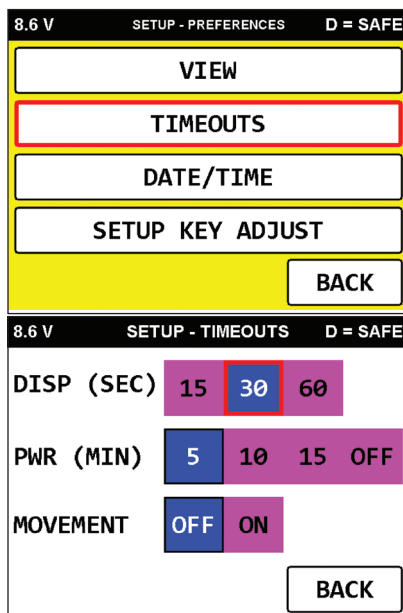 8.6 V SETUP - PREFERENCES D = SAFE
VIEW
TIMEOUTS
DATE/TIME
SETUP KEY ADJUST
BACK
8.6 V SETUP - TIMEOUTS D = SAFE
DISP (SEC) 15 30 60
PWR (MIN) 5 10 15 OFF
MOVEMENT OFF ON
BACK